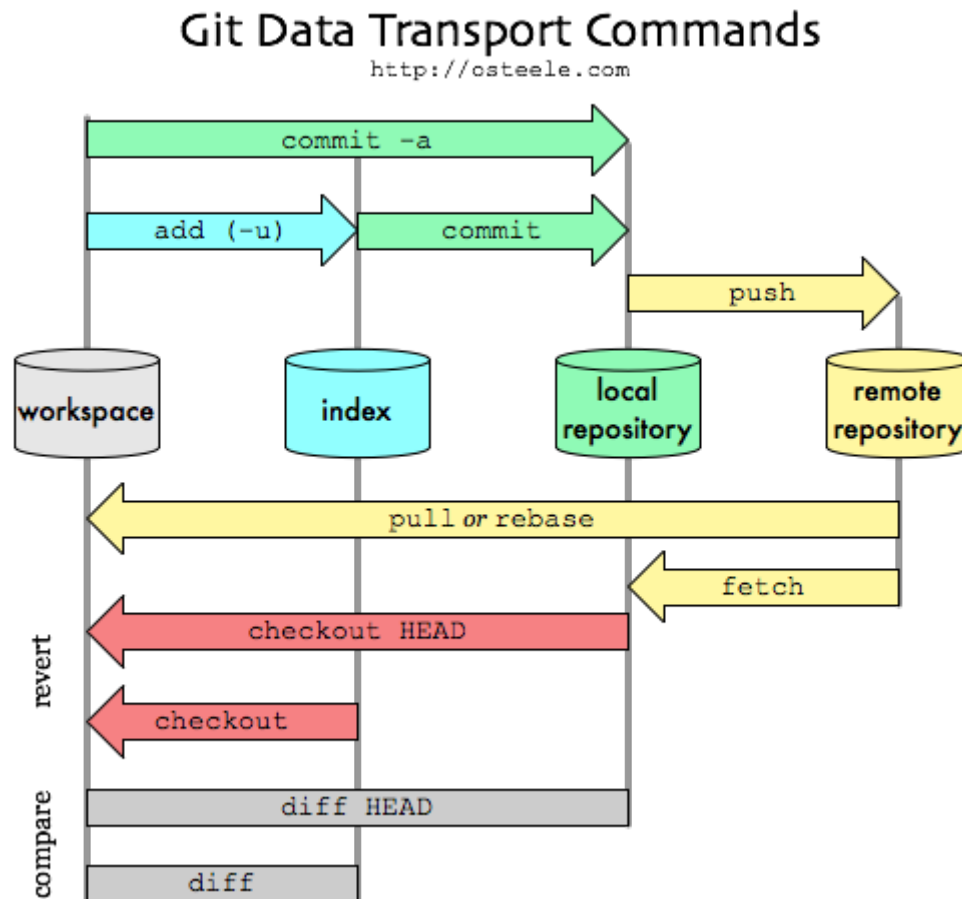 Git Data Transport Commands
http://osteele.com
commit -a
add (-u)
commit
push
workspace
index
local
repository
remote
repository
pull or rebase
fetch
revert
checkout HEAD
checkout
compare
diff HEAD
diff